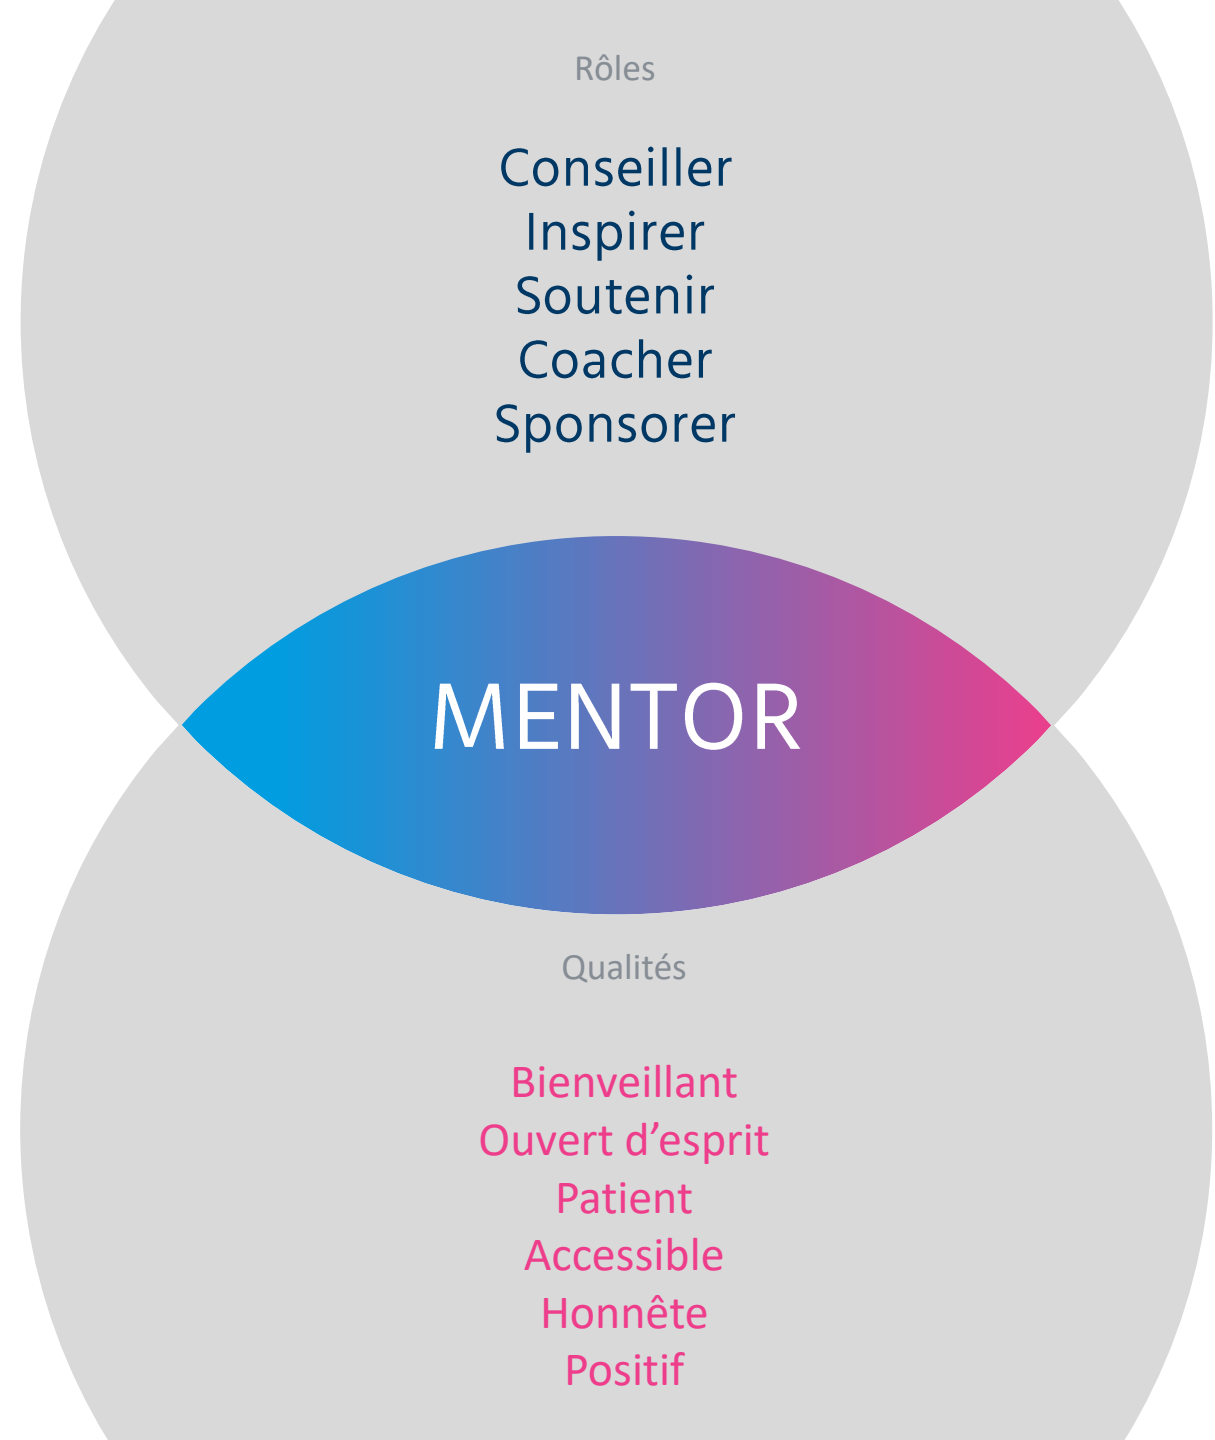 Rôles
Conseiller
Inspirer
Soutenir
Coacher
Sponsorer
MENTOR
Qualités
Bienveillant
Ouvert d’esprit
Patient
Accessible
Honnête
Positif